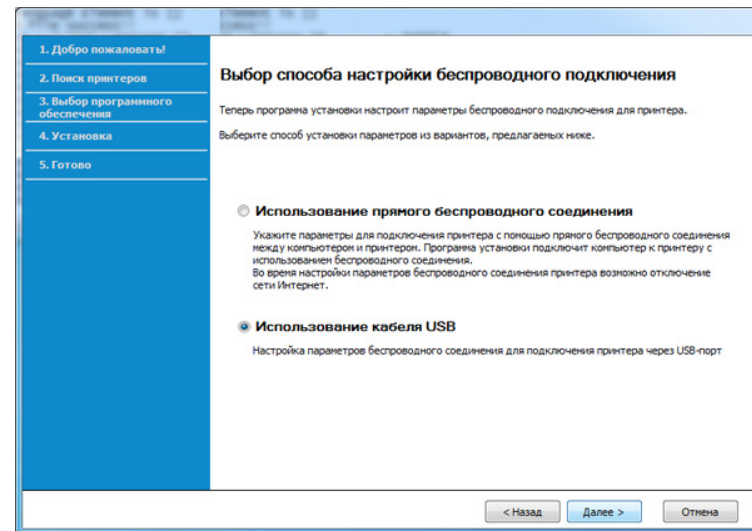 1. Добро пожаловать!
2. Поиск принтеров
3. Выбор программного
обеспечения
4. Установка
5. Готово
Выбор способа настройки беспроводного подключения
Теперь программа установки настроит параметры беспроводного подключения для принтера.
Выберите способ установки параметров из вариантов, предлагаемых ниже.
Использование прямого беспроводного соединения
Укажите параметры для подключения принтера с помощью прямого беспроводного соединения
между компьютером и принтером. Программа установки подключит компьютер к принтеру с
использованием беспроводного соединения.
Во время настройки параметров беспроводного соединения принтера возможно отключение
сети Интернет.
Использование кабеля USB
Настройка параметров беспроводного соединения для подключения принтера через USB-порт
< Назад
Далее >
Отмена